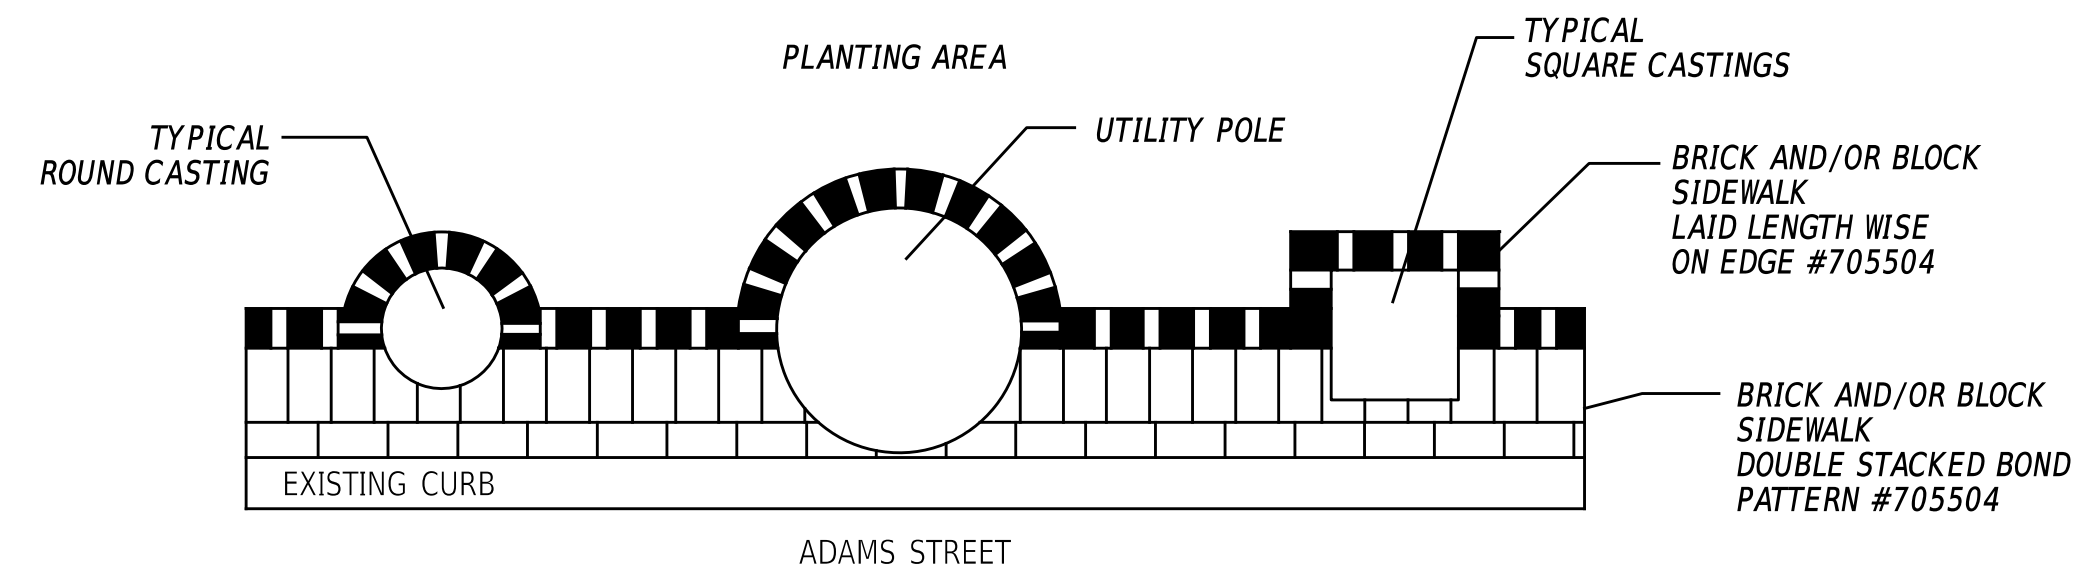 TYPICAL
SQUARE CASTINGS
PLANTING AREA
UTILITY POLE
TYPICAL
ROUND CASTING
BRICK AND/OR BLOCK
SIDEWALK
LAID LENGTH WISE
ON EDGE #705504
BRICK AND/OR BLOCK
SIDEWALK
DOUBLE STACKED BOND
PATTERN #705504
EXISTING CURB
ADAMS STREET